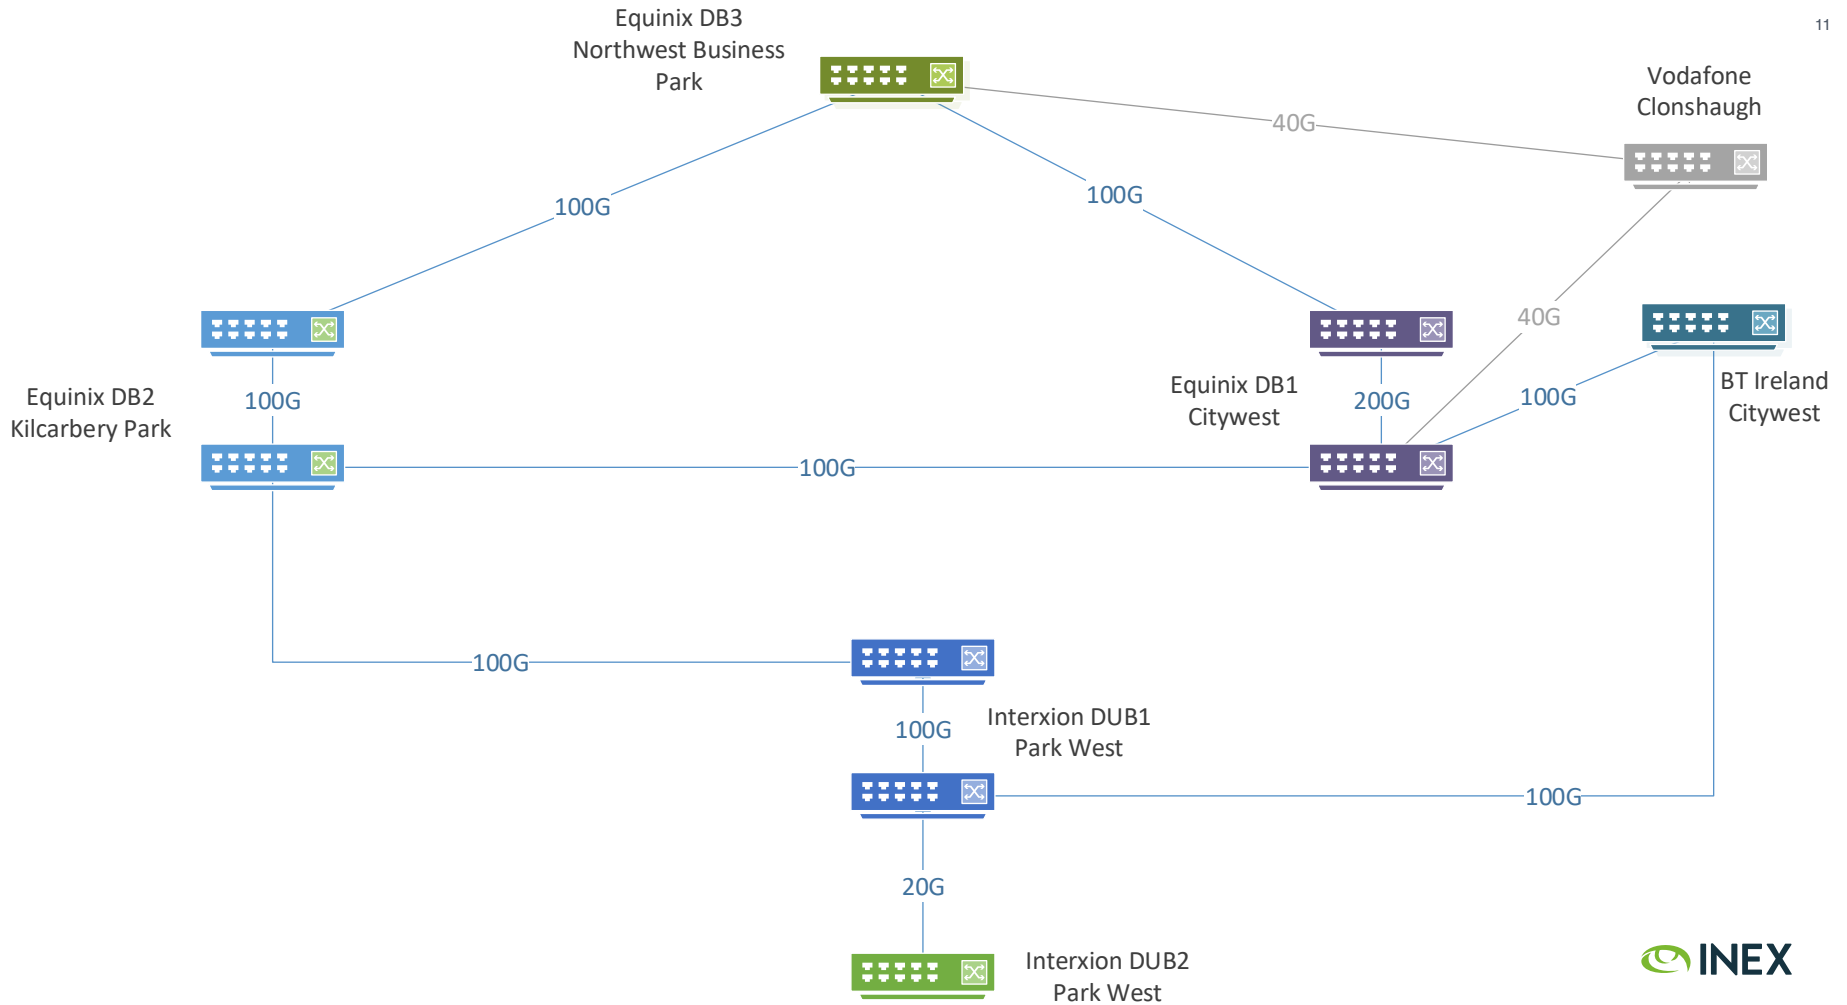 11
Equinix DB3
Northwest Business
Park
Vodafone
Clonshaugh
40G
100G
100G
40G
Equinix DB2
Kilcarbery Park
100G
Equinix DB1
Citywest
200G
100G
BT Ireland
Citywest
100G
100G
Interxion DUB1
Park West
100G
100G
20G
Interxion DUB2
Park West
INEX